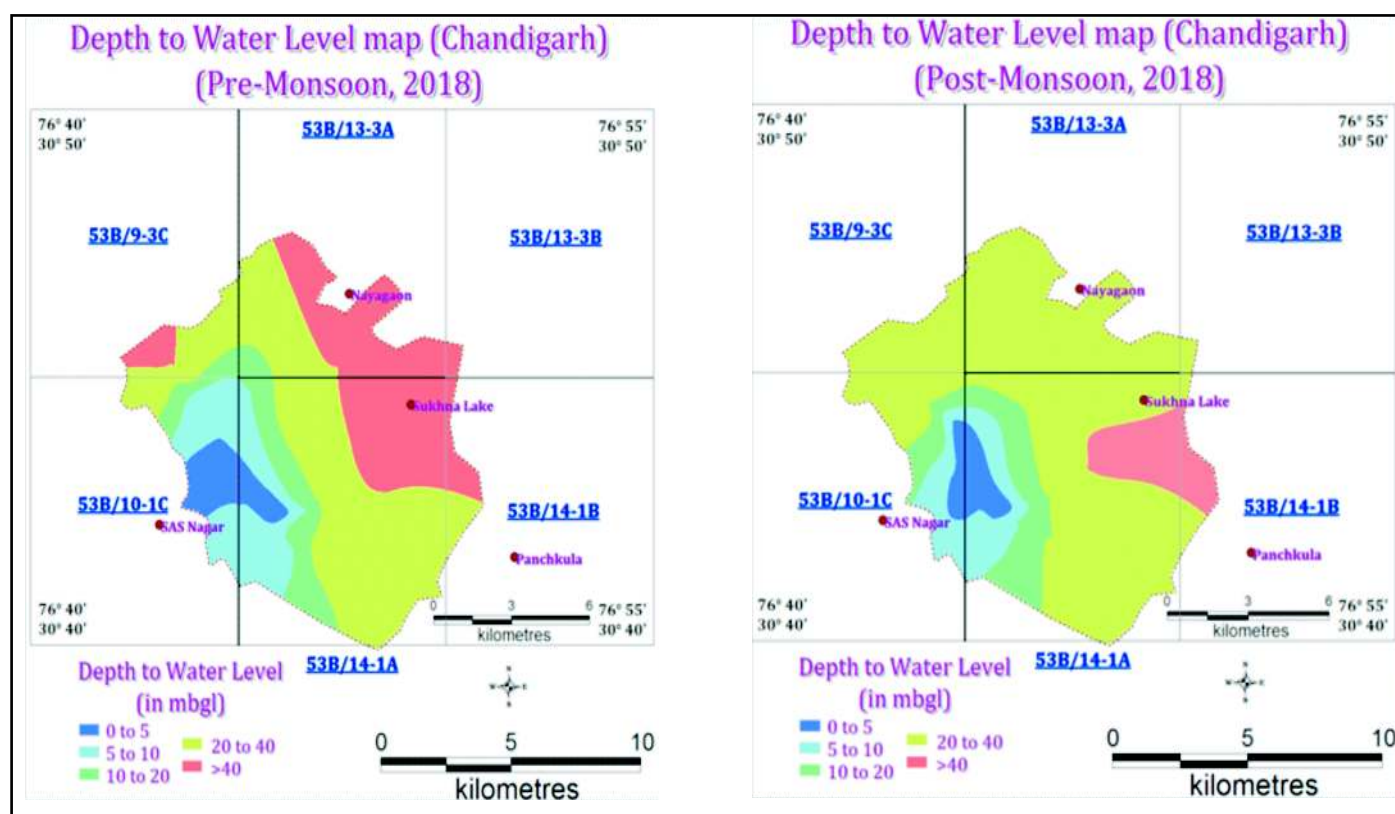 Depth to Water Level map (Chandigarh)
(Pre-Monsoon, 2018)
76° 40'
30° 50'
53B/13-3A
76° 55'
30° 50'
53B/9-3C
53B/13-3B
Nayagaon
Sukhna Lake
53B/10-1C
SAS Nagar
53B/14-1B
Panchkula
76° 40'
30° 40'
0 3 6
kilometres
76° 55'
30° 40'
53B/14-1A
Depth to Water Level
(in mbgl)
0 to 5
5 to 10
10 to 20
20 to 40
>40
N
W E
S
0 5 10
kilometres
Depth to Water Level map (Chandigarh)
(Post-Monsoon, 2018)
76° 40'
30° 50'
53B/13-3A
76° 55'
30° 50'
53B/9-3C
53B/13-3B
Nayagaon
Sukhna Lake
53B/10-1C
SAS Nagar
53B/14-1B
Panchkula
76° 40'
30° 40'
0 3 6
kilometres
76° 55'
30° 40'
53B/14-1A
Depth to Water Level
(in mbgl)
0 to 5
5 to 10
10 to 20
20 to 40
>40
N
W E
S
0 5 10
kilometres